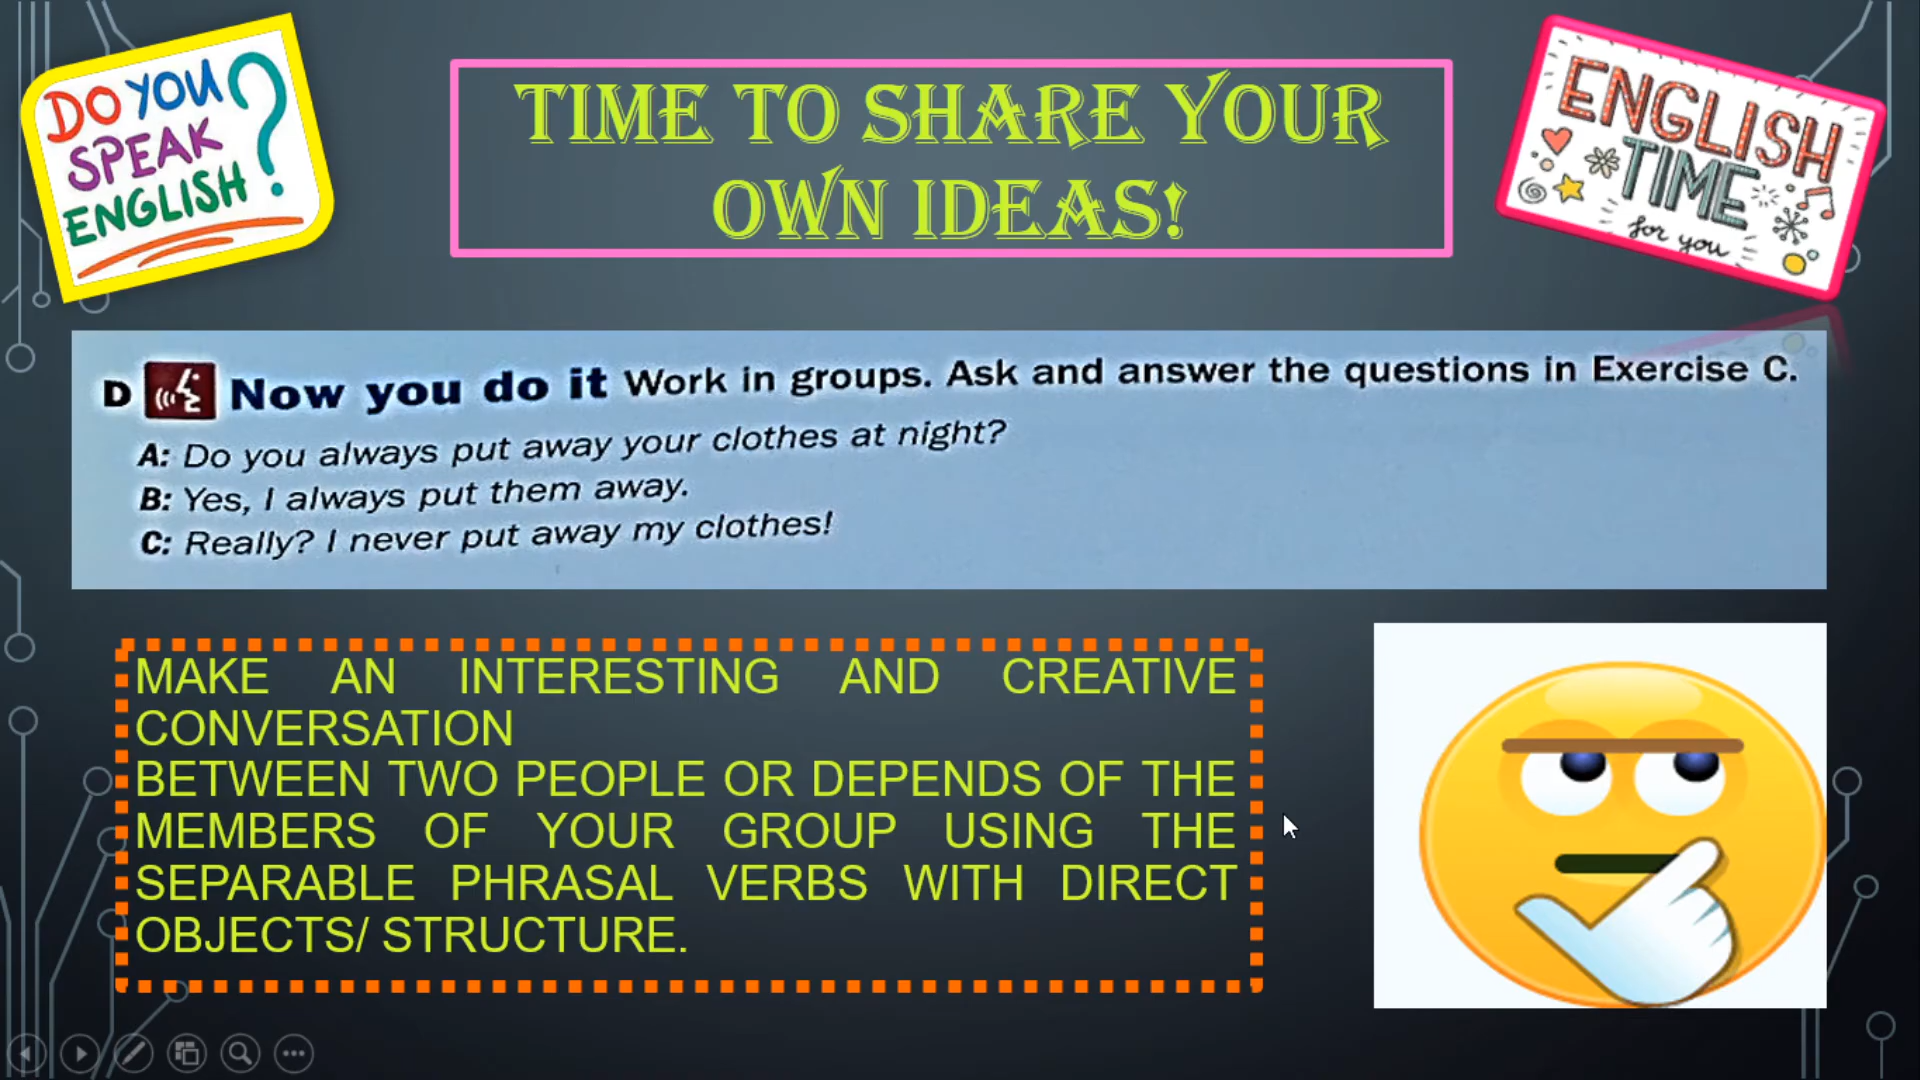 DO YOU
SPEAK
ENGLISH?
TIME TO SHARE YOUR
OWN IDEAS!
ENGLISH
TIME
for you
D Now you do it Work in groups. Ask and answer the questions in Exercise C.
A: Do you always put away your clothes at night?
B: Yes, I always put them away.
C: Really? I never put away my clothes!
MAKE AN INTERESTING AND CREATIVE
CONVERSATION
BETWEEN TWO PEOPLE OR DEPENDS OF THE
MEMBERS OF YOUR GROUP USING THE
SEPARABLE PHRASAL VERBS WITH DIRECT
OBJECTS/ STRUCTURE.